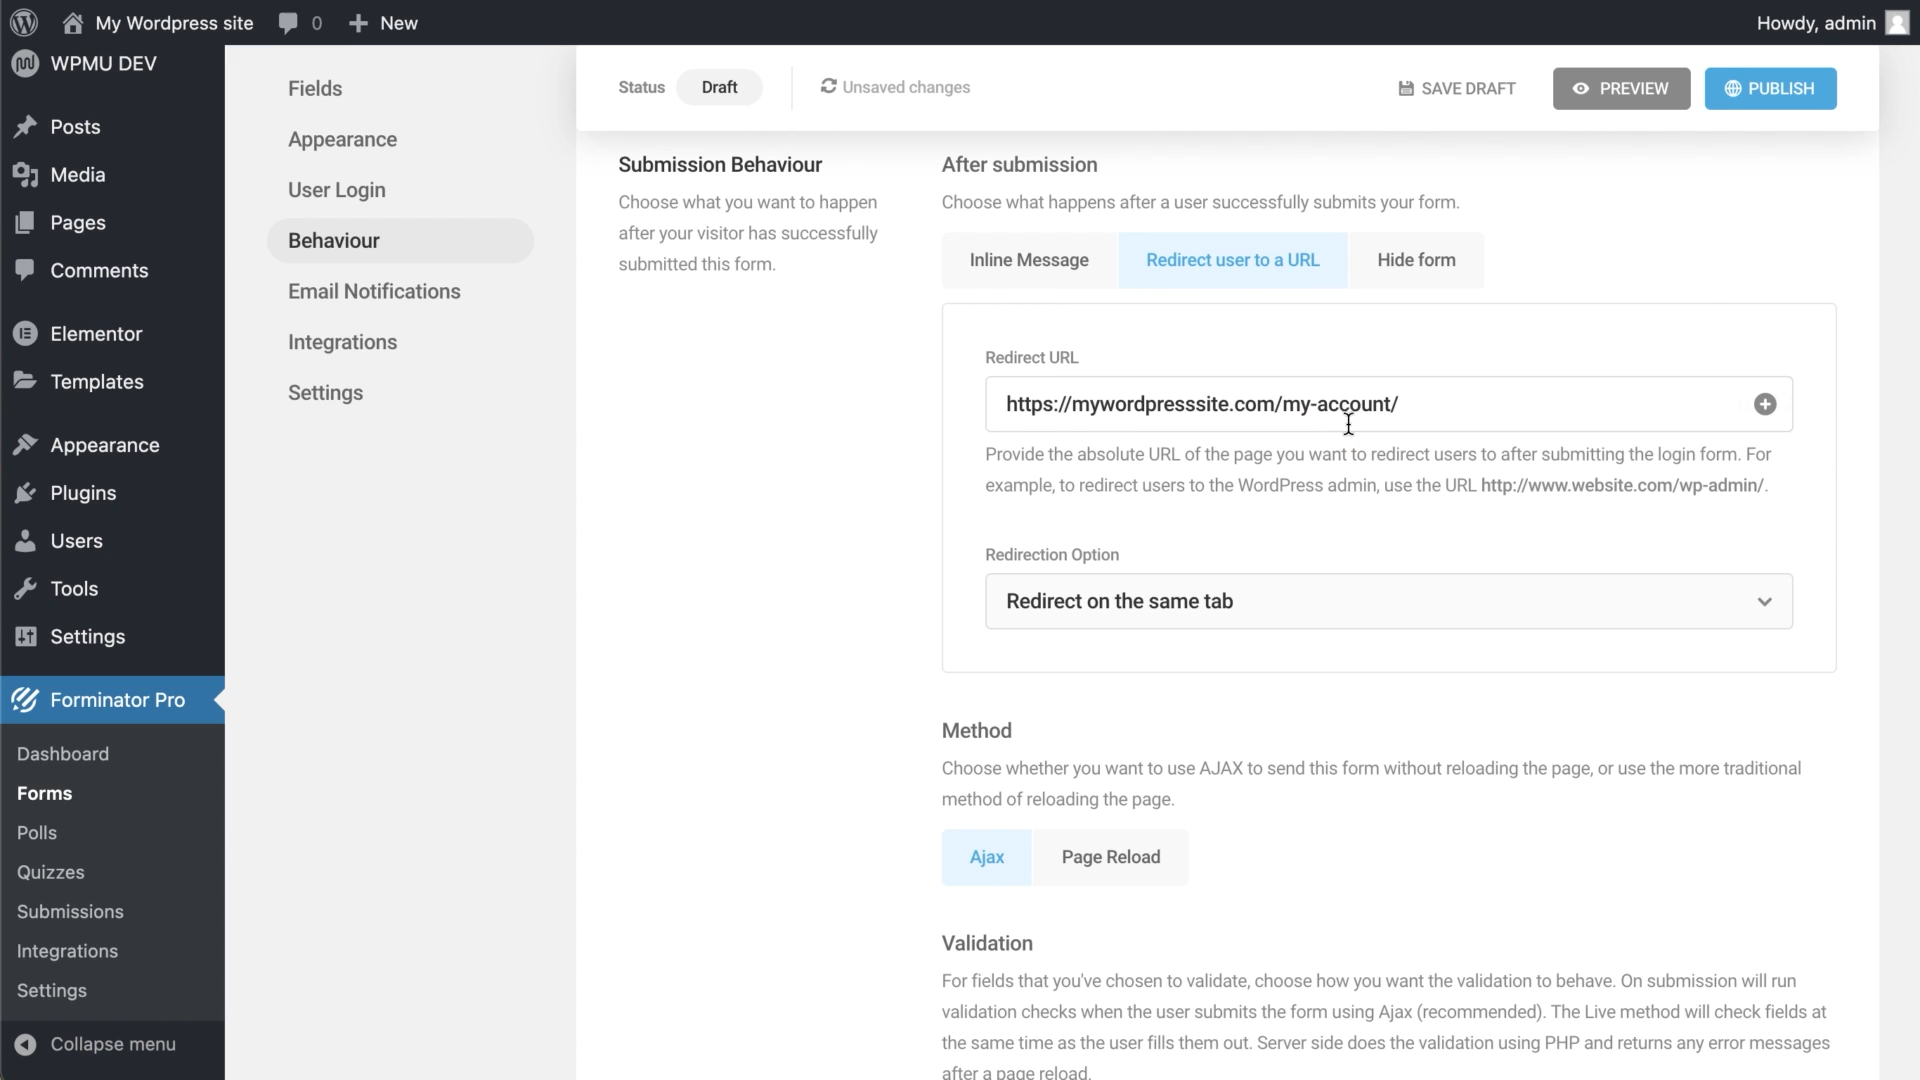 My Wordpress site
0
New
Howdy, admin
WPMU DEV
Posts
Media
Pages
Comments
Elementor
Templates
Appearance
Plugins
Users
Tools
Settings
Forminator Pro
Dashboard
Forms
Polls
Quizzes
Submissions
Integrations
Settings
Collapse menu
Fields
Appearance
User Login
Behaviour
Email Notifications
Integrations
Settings
Status
Draft
Unsaved changes
SAVE DRAFT
PREVIEW
PUBLISH
Submission Behaviour
Choose what you want to happen
after your visitor has successfully
submitted this form.
After submission
Choose what happens after a user successfully submits your form.
Inline Message
Redirect user to a URL
Hide form
Redirect URL
https://mywordpresssite.com/my-account/
Provide the absolute URL of the page you want to redirect users to after submitting the login form. For
example, to redirect users to the WordPress admin, use the URL http://www.website.com/wp-admin/.
Redirection Option
Redirect on the same tab
Method
Choose whether you want to use AJAX to send this form without reloading the page, or use the more traditional
method of reloading the page.
Ajax
Page Reload
Validation
For fields that you've chosen to validate, choose how you want the validation to behave. On submission will run
validation checks when the user submits the form using Ajax (recommended). The Live method will check fields at
the same time as the user fills them out. Server side does the validation using PHP and returns any error messages
after a page reload.